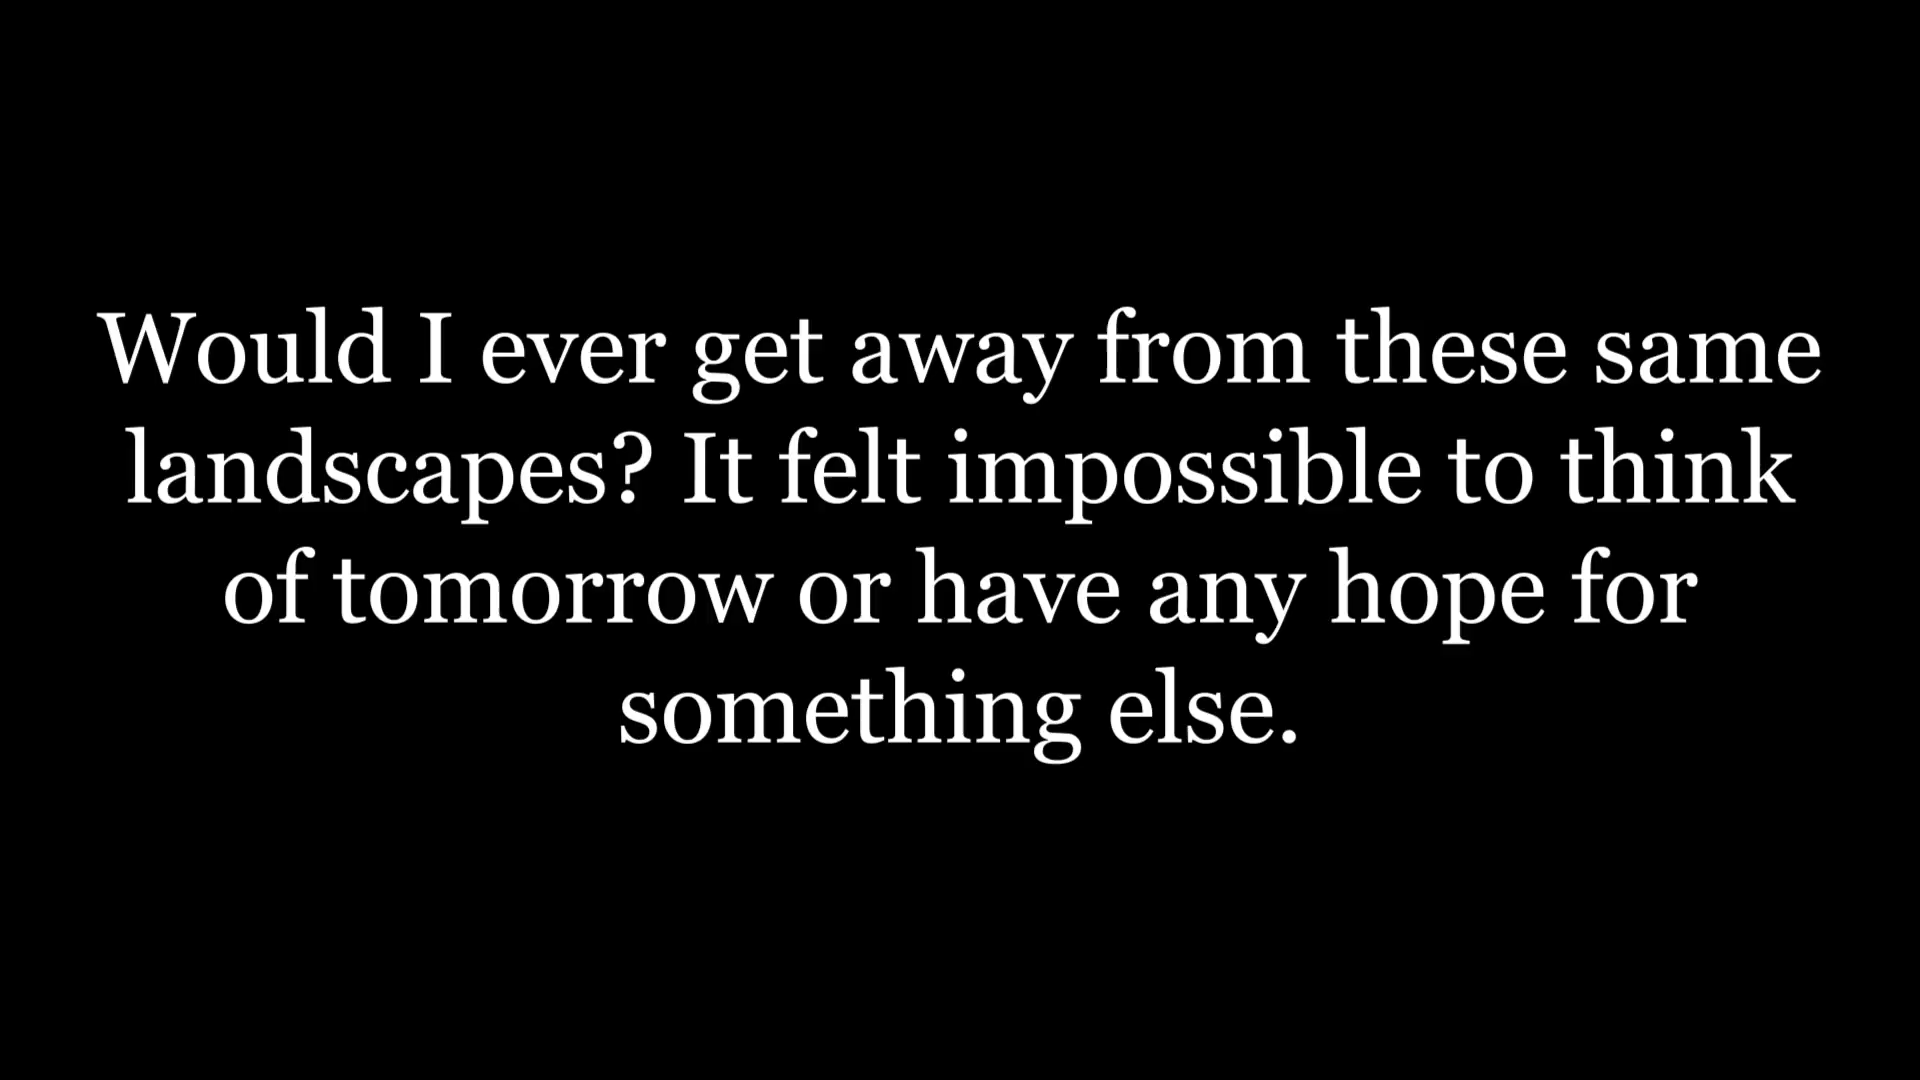 Would I ever get away from these same
landscapes? It felt impossible to think
of tomorrow or have any hope for
something else.